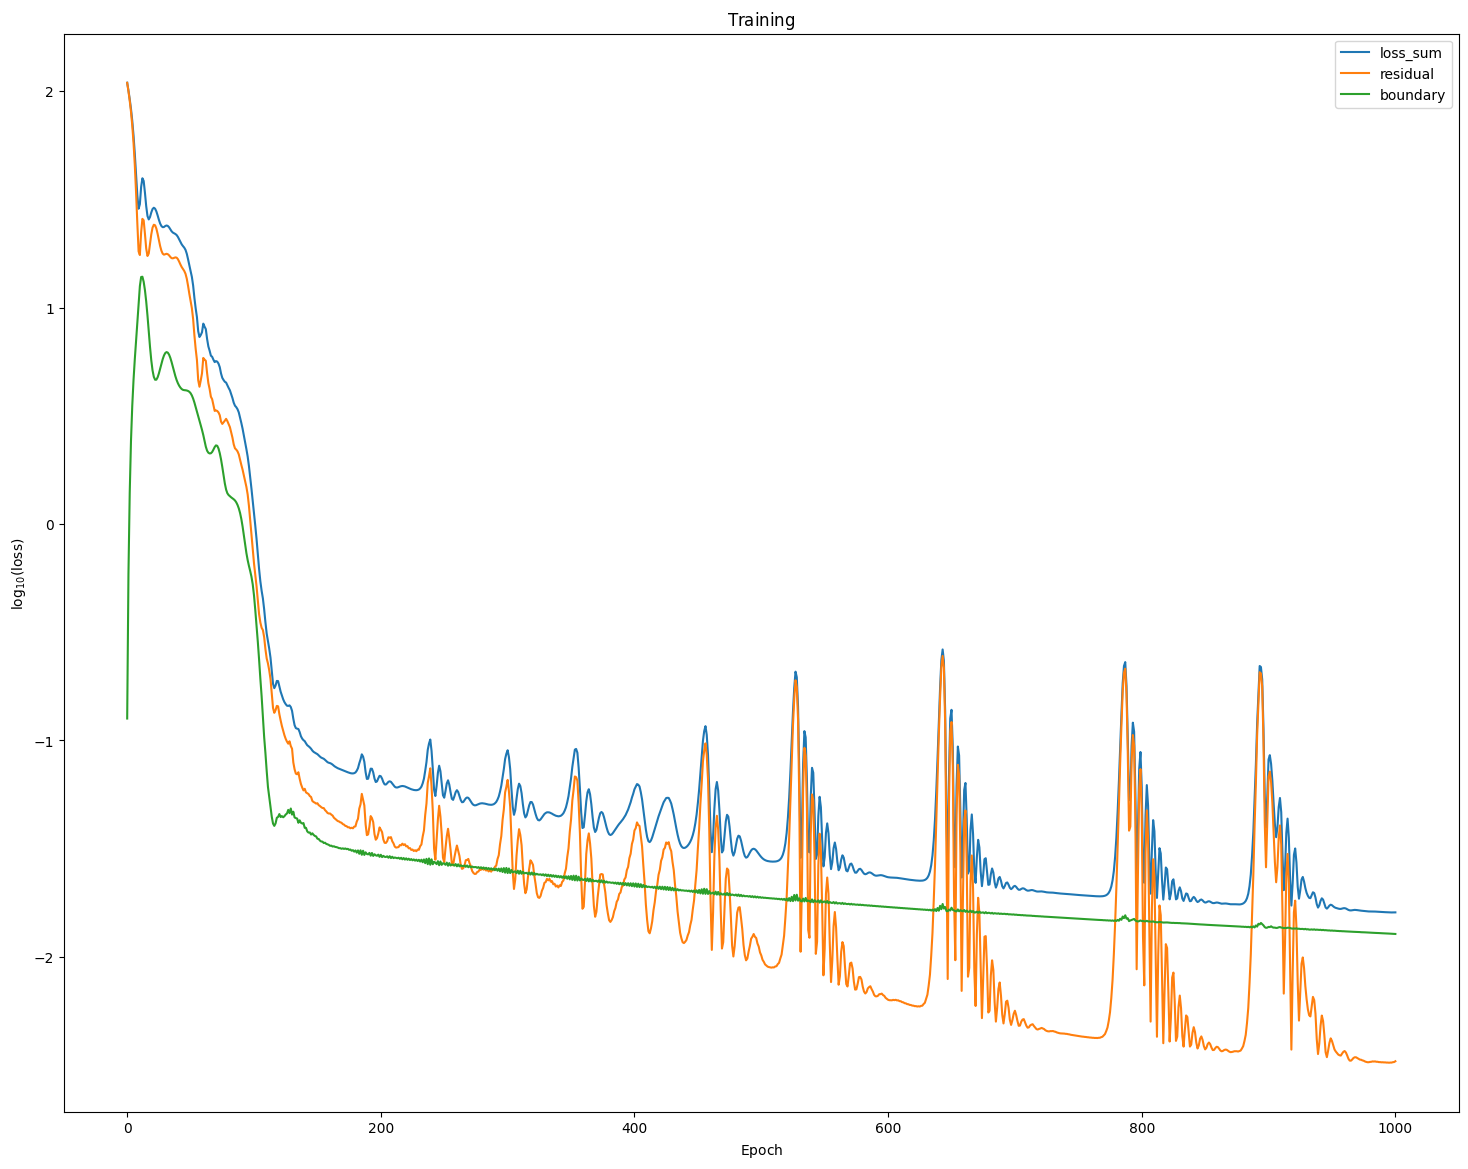 Training
loss_sum
residual
boundary
2
1
0
−1
−2
log₁₀(loss)
0 200 400 600 800 1000
Epoch